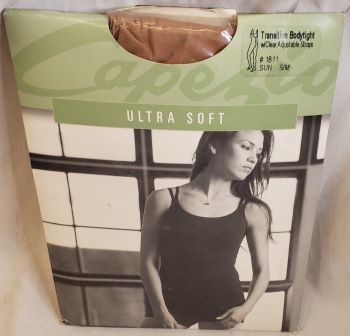 Capezio
Transition Bodytight
w/Clear Adjustable Straps
# 1811
SUN S/M
ULTRA SOFT